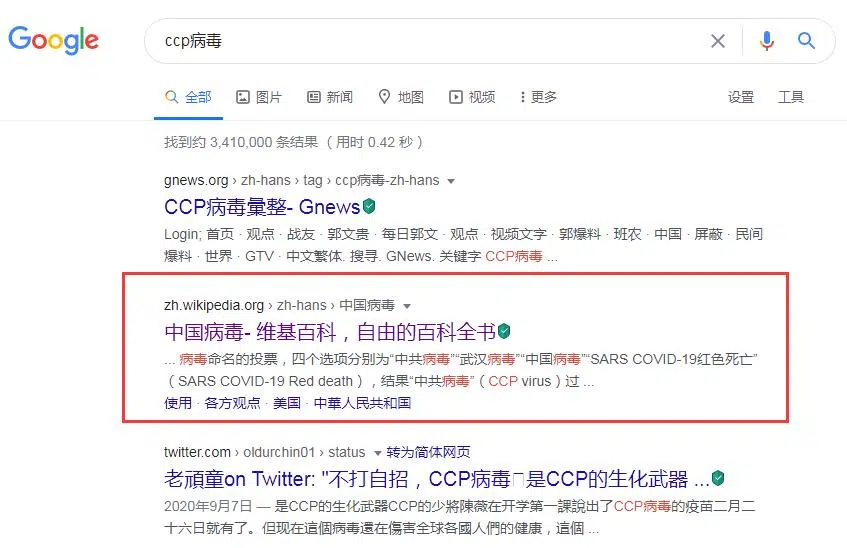 Google
ccp病毒
全部 图片 新闻 地图 视频 更多 设置 工具
找到约 3,410,000 条结果 （用时 0.42 秒）
gnews.org › zh-hans › tag › ccp病毒-zh-hans
CCP病毒彙整- Gnews
Login; 首页 · 观点 · 战友 · 郭文贵 · 每日郭文 · 观点 · 视频文字 · 郭爆料 · 班农 · 中国 · 屏蔽 · 民间
爆料 · 世界 · GTV · 中文繁体. 搜寻. GNews. 关键字 CCP病毒 ...
zh.wikipedia.org › zh-hans › 中国病毒
中国病毒- 维基百科，自由的百科全书
... 病毒命名的投票，四个选项分别为“中共病毒”“武汉病毒”“中国病毒”“SARS COVID-19红色死亡”
（SARS COVID-19 Red death），结果“中共病毒”（CCP virus）过 ...
使用 · 各方观点 · 美国 · 中華人民共和国
twitter.com › oldurchin01 › status 转为简体网页
老頑童on Twitter: "不打自招，CCP病毒是CCP的生化武器 ...
2020年9月7日 — 是CCP的生化武器CCP的少將陳薇在开学第一課說出了CCP病毒的疫苗二月二
十六日就有了。但现在這個病毒還在傷害全球各國人們的健康，這個 ...